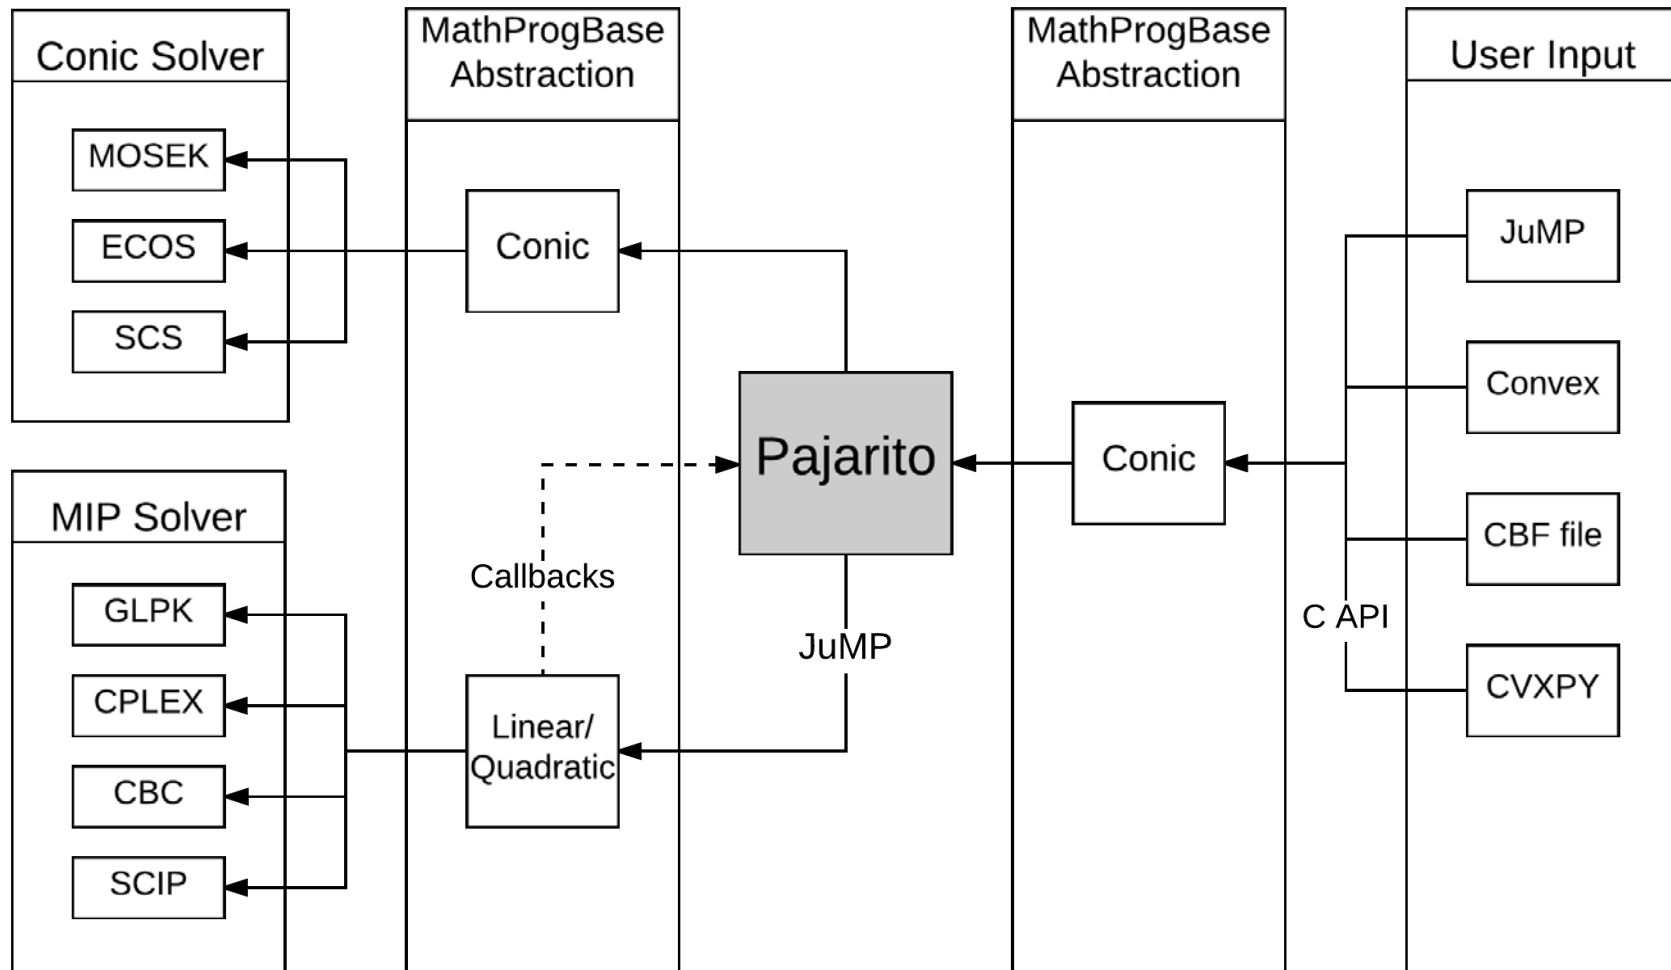 Conic Solver
MOSEK
ECOS
SCS
MIP Solver
GLPK
CPLEX
CBC
SCIP
MathProgBase
Abstraction
Conic
Callbacks
Linear/
Quadratic
Pajarito
JuMP
MathProgBase
Abstraction
Conic
C API
User Input
JuMP
Convex
CBF file
CVXPY